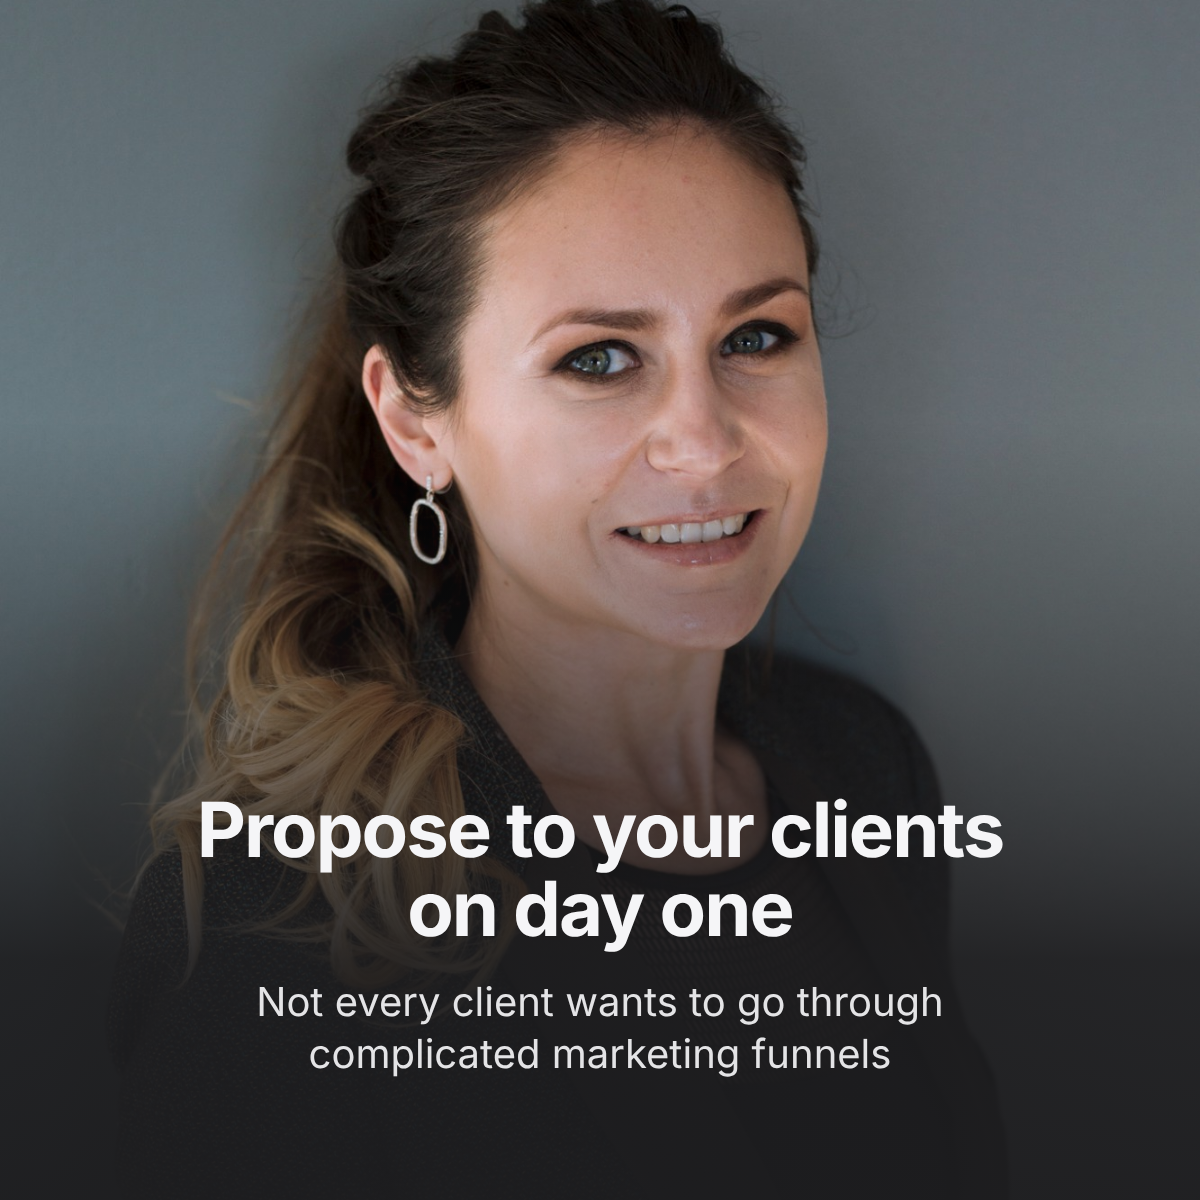 Propose to your clients
on day one
Not every client wants to go through
complicated marketing funnels